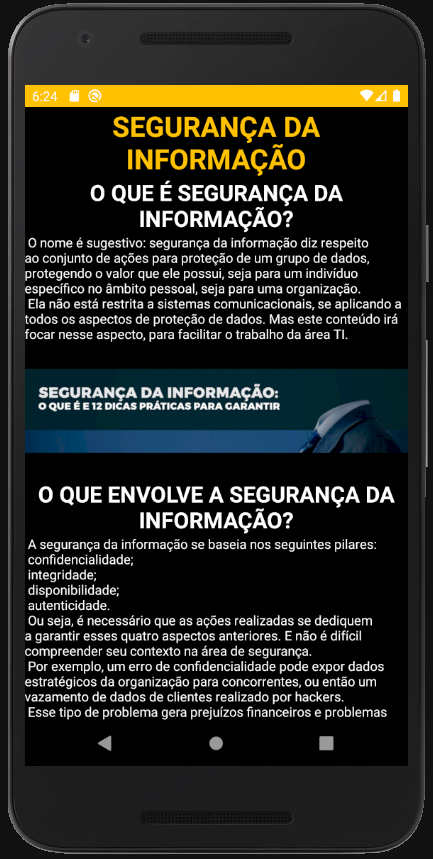 6:24
SEGURANÇA DA
INFORMAÇÃO
O QUE É SEGURANÇA DA
INFORMAÇÃO?
O nome é sugestivo: segurança da informação diz respeito
ao conjunto de ações para proteção de um grupo de dados,
protegendo o valor que ele possui, seja para um indivíduo
específico no âmbito pessoal, seja para uma organização.
Ela não está restrita a sistemas comunicacionais, se aplicando a
todos os aspectos de proteção de dados. Mas este conteúdo irá
focar nesse aspecto, para facilitar o trabalho da área TI.
SEGURANÇA DA INFORMAÇÃO:
O QUE É E 12 DICAS PRÁTICAS PARA GARANTIR
O QUE ENVOLVE A SEGURANÇA DA
INFORMAÇÃO?
A segurança da informação se baseia nos seguintes pilares:
confidencialidade;
integridade;
disponibilidade;
autenticidade.
Ou seja, é necessário que as ações realizadas se dediquem
a garantir esses quatro aspectos anteriores. E não é difícil
compreender seu contexto na área de segurança.
Por exemplo, um erro de confidencialidade pode expor dados
estratégicos da organização para concorrentes, ou então um
vazamento de dados de clientes realizado por hackers.
Esse tipo de problema gera prejuízos financeiros e problemas